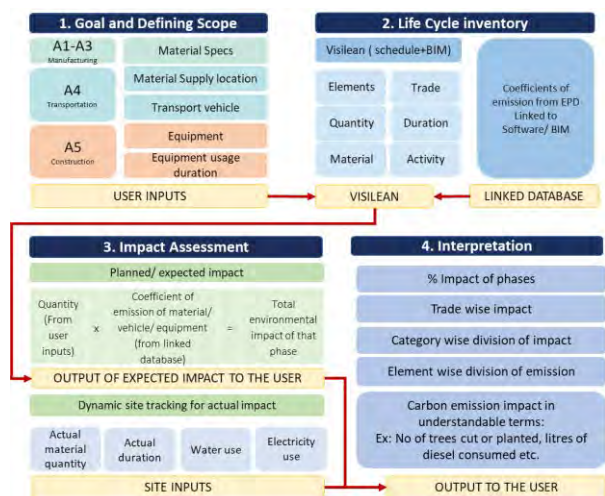 1. Goal and Defining Scope
A1-A3
Manufacturing
Material Specs
A4
Transportation
Material Supply location
Transport vehicle
A5
Construction
Equipment
Equipment usage
duration
USER INPUTS
2. Life Cycle inventory
Visilean ( schedule+BIM)
Elements
Trade
Quantity
Duration
Material
Activity
Coefficients
of
emission from EPD
Linked to
Software/ BIM
VISILEAN
LINKED DATABASE
3. Impact Assessment
Planned/ expected impact
Quantity
(From
user
inputs)
x
Coefficient of
emission of material/
vehicle/ equipment
(from linked
database)
=
Total
environmental
impact of that
phase
OUTPUT OF EXPECTED IMPACT TO THE USER
Dynamic site tracking for actual impact
Actual
material
quantity
Actual
duration
Water use
Electricity
use
SITE INPUTS
4. Interpretation
% Impact of phases
Trade wise impact
Category wise division of impact
Element wise division of emission
Carbon emission impact in
understandable terms:
Ex: No of trees cut or planted, litres of
diesel consumed etc.
OUTPUT TO THE USER